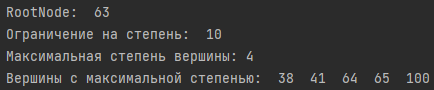 RootNode:  63
Ограничение на степень:  10
Максимальная степень вершины: 4
Вершины с максимальной степенью:  38  41  64  65  100